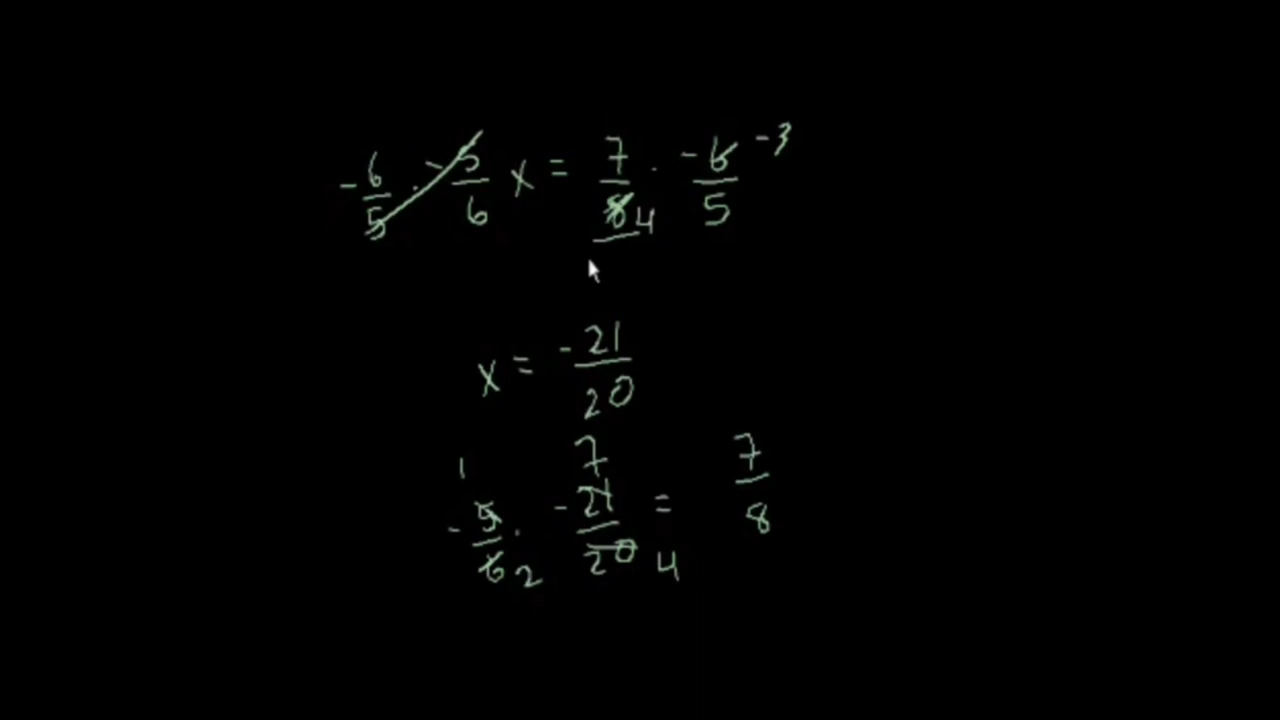 -6/5 · -5/6 x = 7/8 4 · -6/5 -3
x = -21/20
1 7
-5/6 2 · -21/20 4 = 7/8